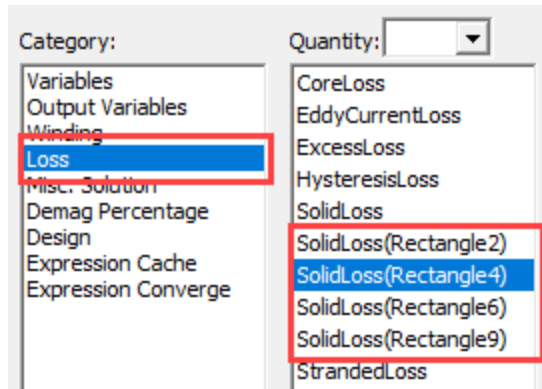 Category:
Variables
Output Variables
Winding
Loss
Misc. Solution
Demag Percentage
Design
Expression Cache
Expression Converge
Quantity:
CoreLoss
EddyCurrentLoss
ExcessLoss
HysteresisLoss
SolidLoss
SolidLoss(Rectangle2)
SolidLoss(Rectangle4)
SolidLoss(Rectangle6)
SolidLoss(Rectangle9)
StrandedLoss